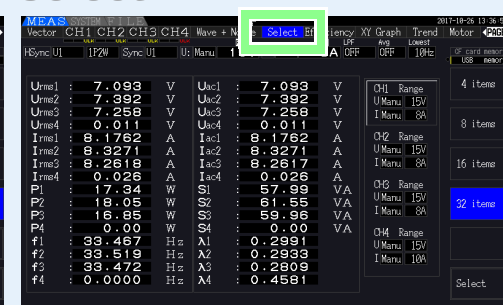 MEAS SYSTEM FILE 2017-10-26 13:36:5
Vector CH1 CH2 CH3 CH4 Wave + N Select Ef iency XY Graph Trend Motor PAGE
LPF Avg Lowest
HSync U1 1P2W Sync U1 U: Manu 1 A OFF OFF 10Hz
CF card memor
USB memor
Urms1 : 7.093 V Uac1 : 7.093 V
Urms2 : 7.392 V Uac2 : 7.392 V
Urms3 : 7.258 V Uac3 : 7.258 V
Urms4 : 0.011 V Uac4 : 0.011 V
Irms1 : 8.1762 A Iac1 : 8.1762 A
Irms2 : 8.3271 A Iac2 : 8.3271 A
Irms3 : 8.2618 A Iac3 : 8.2617 A
Irms4 : 0.026 A Iac4 : 0.026 A
P1 : 17.34 W S1 : 57.99 VA
P2 : 18.05 W S2 : 61.55 VA
P3 : 16.85 W S3 : 59.96 VA
P4 : 0.00 W S4 : 0.00 VA
f1 : 33.467 Hz λ1 : 0.2991
f2 : 33.519 Hz λ2 : 0.2933
f3 : 33.472 Hz λ3 : 0.2809
f4 : 0.0000 Hz λ4 : 0.4581
CH1 Range
U Manu 15V
I Manu 8A
CH2 Range
U Manu 15V
I Manu 8A
CH3 Range
U Manu 15V
I Manu 8A
CH4 Range
U Manu 15V
I Manu 10A
4 items
8 items
16 items
32 items
Select